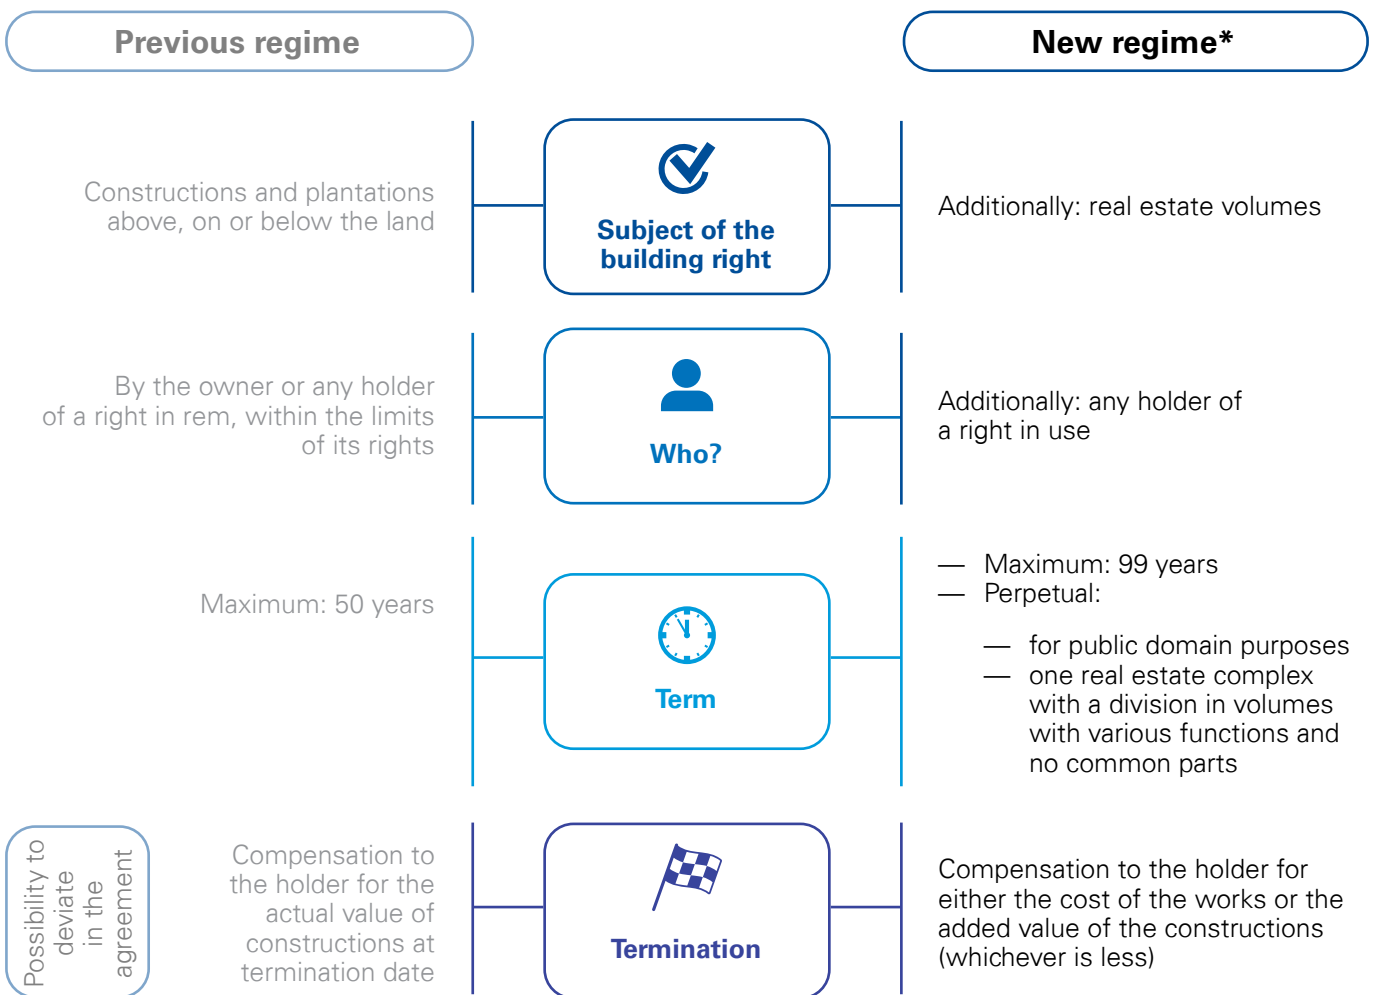 Previous regime
New regime*
Constructions and plantations
above, on or below the land
Subject of the
building right
Additionally: real estate volumes
By the owner or any holder
of a right in rem, within the limits
of its rights
Who?
Additionally: any holder of
a right in use
Maximum: 50 years
Term
— Maximum: 99 years
— Perpetual:
— for public domain purposes
— one real estate complex
with a division in volumes
with various functions and
no common parts
Possibility to
deviate
in the
agreement
Compensation to
the holder for the
actual value of
constructions at
termination date
Termination
Compensation to the holder for
either the cost of the works or the
added value of the constructions
(whichever is less)